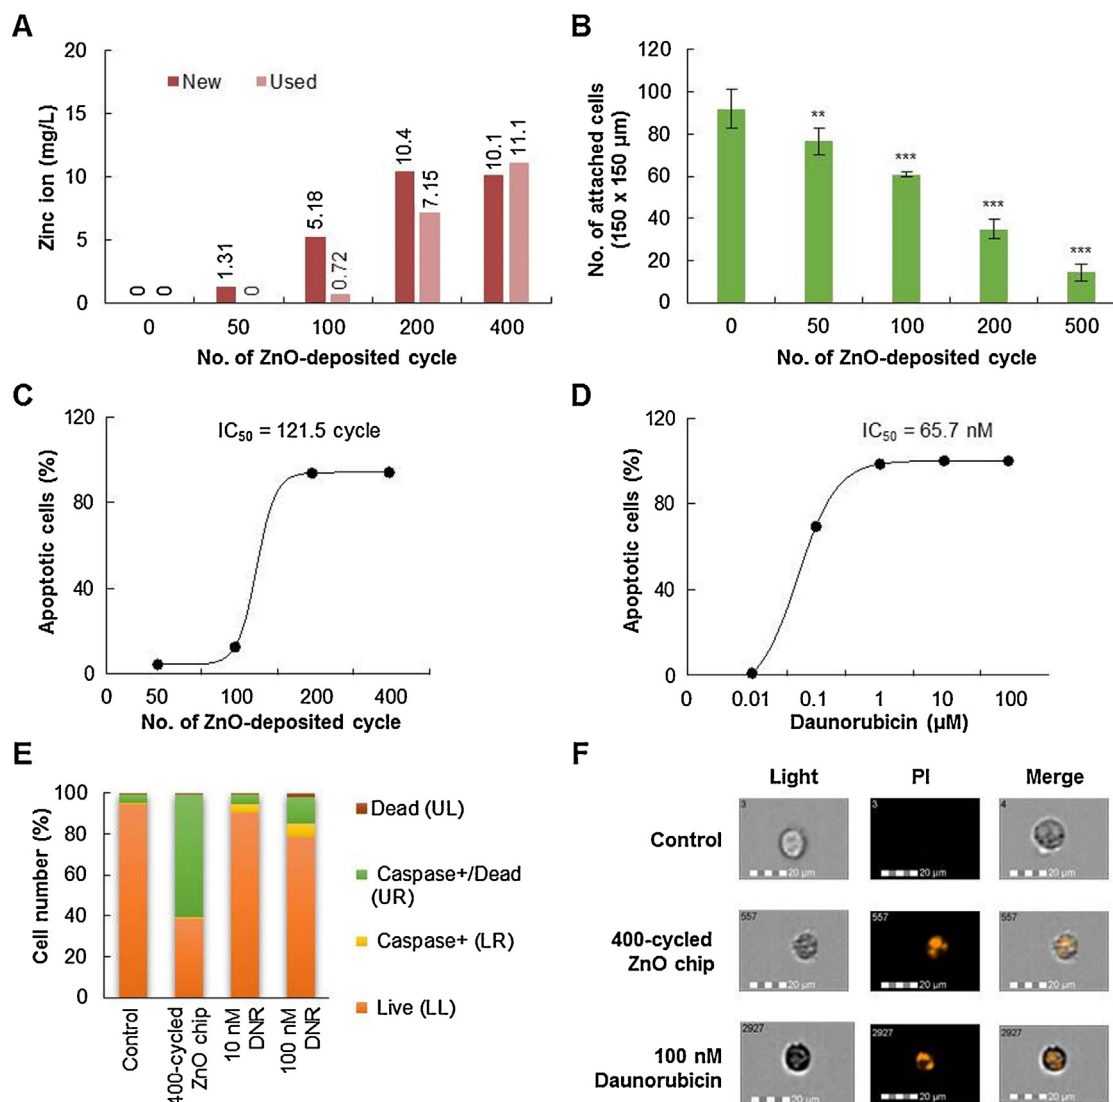 A
20
15
10
5
0
Zinc ion (mg/L)
New
Used
0
0
1.31
0
5.18
0.72
10.4
7.15
10.1
11.1
0
50
100
200
400
No. of ZnO-deposited cycle
B
120
100
80
60
40
20
0
No. of attached cells
(150 x 150 µm)
**
***
***
***
0
50
100
200
500
No. of ZnO-deposited cycle
C
120
80
40
0
Apoptotic cells (%)
IC50 = 121.5 cycle
0
50
100
200
400
No. of ZnO-deposited cycle
D
120
80
40
0
Apoptotic cells (%)
IC50 = 65.7 nM
0
0.01
0.1
1
10
100
Daunorubicin (µM)
E
100
80
60
40
20
0
Cell number (%)
Control
400-cycled
ZnO chip
10 nM
DNR
100 nM
DNR
Dead (UL)
Caspase+/Dead
(UR)
Caspase+ (LR)
Live (LL)
F
Light
PI
Merge
Control
3
20 µm
3
20 µm
4
20 µm
400-cycled
ZnO chip
557
20 µm
557
20 µm
557
20 µm
100 nM
Daunorubicin
2927
20 µm
2927
20 µm
2927
20 µm